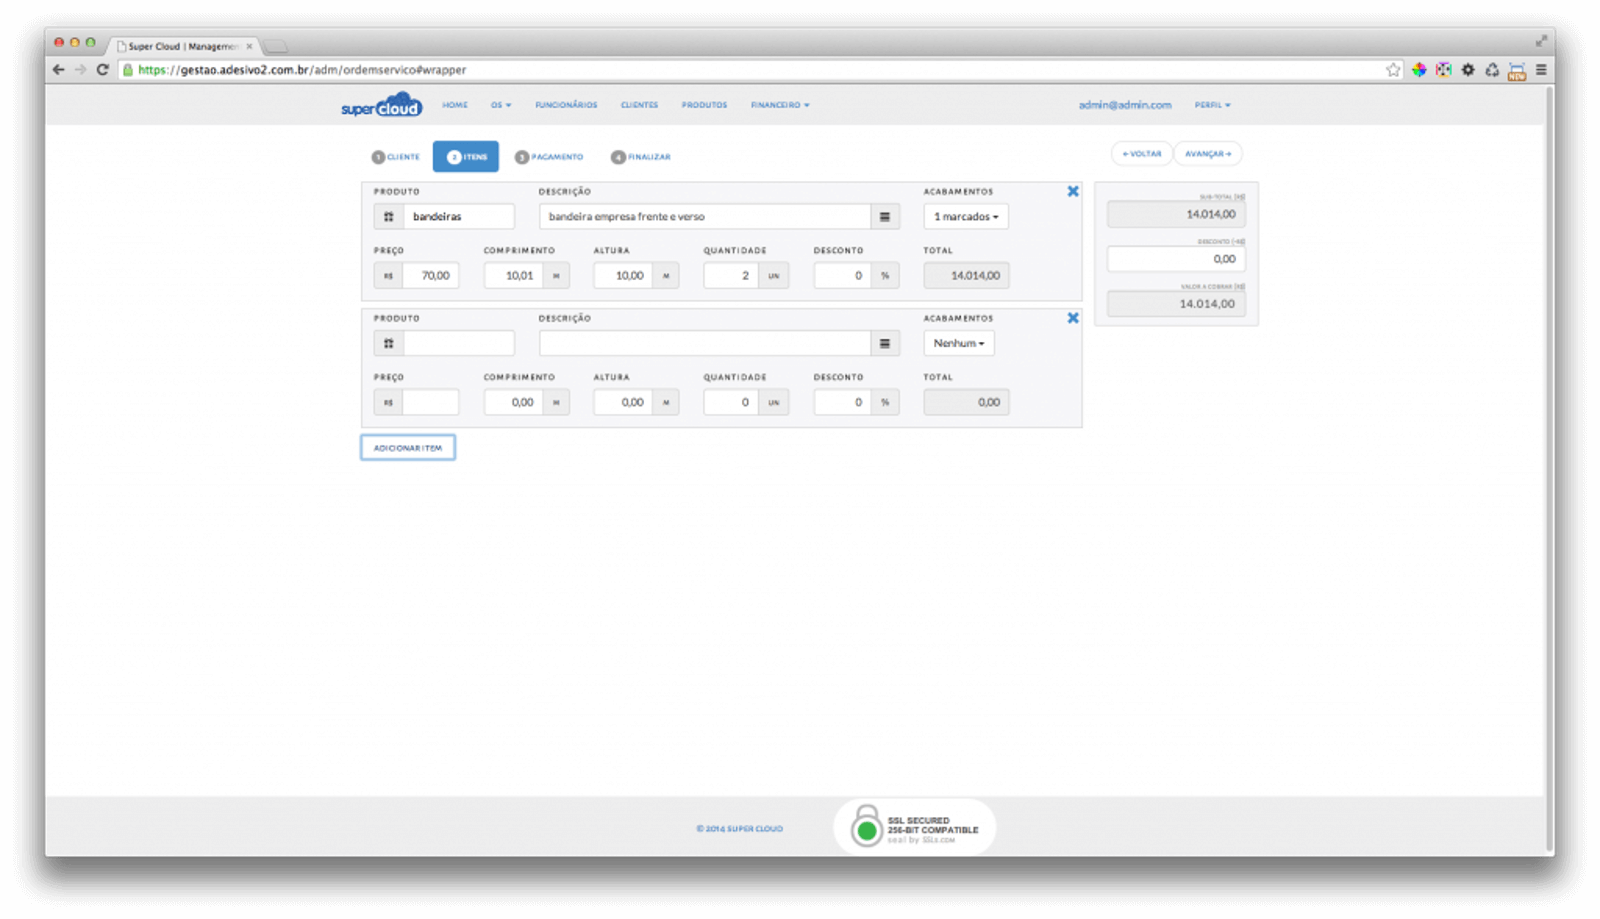 Super Cloud | Managemen
https://gestao.adesivo2.com.br/adm/ordemservico#wrapper
NEW
super cloud HOME OS FUNCIONÁRIOS CLIENTES PRODUTOS FINANCEIRO admin@admin.com PERFIL
1 CLIENTE 2 ITENS 3 PAGAMENTO 4 FINALIZAR ← VOLTAR AVANÇAR →
PRODUTO DESCRIÇÃO ACABAMENTOS
bandeiras bandeira empresa frente e verso 1 marcados
PREÇO COMPRIMENTO ALTURA QUANTIDADE DESCONTO TOTAL
R$ 70,00 10,01 M 10,00 M 2 UN 0 % 14.014,00
SUB-TOTAL [R$]
14.014,00
DESCONTO [-R$]
0,00
VALOR A COBRAR [R$]
14.014,00
PRODUTO DESCRIÇÃO ACABAMENTOS
Nenhum
PREÇO COMPRIMENTO ALTURA QUANTIDADE DESCONTO TOTAL
R$ 0,00 M 0,00 M 0 UN 0 % 0,00
ADICIONAR ITEM
© 2014 SUPER CLOUD
SSL SECURED
256-BIT COMPATIBLE
seal by SSLs.COM